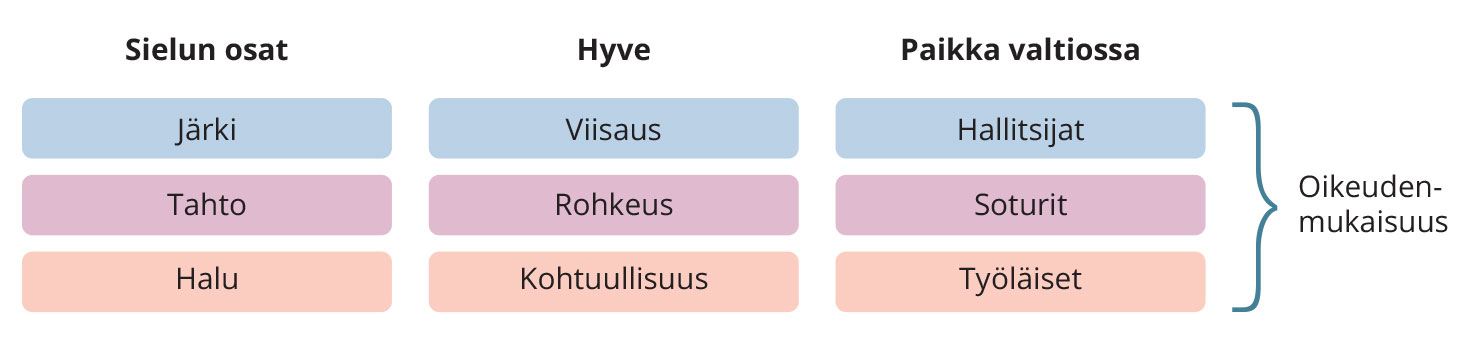 Sielun osat Hyve Paikka valtiossa
Järki Viisaus Hallitsijat
Tahto Rohkeus Soturit
Halu Kohtuullisuus Työläiset
Oikeuden-
mukaisuus